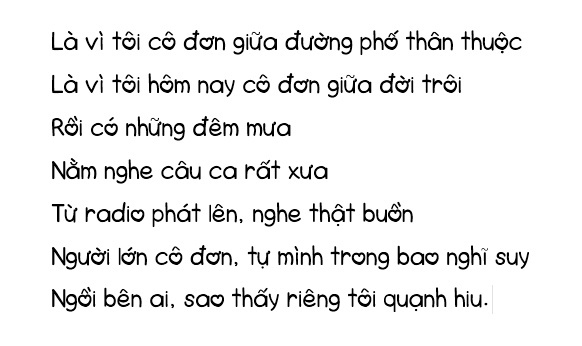 Là vì tôi cô đơn giữa đường phố thân thuộc
Là vì tôi hôm nay cô đơn giữa đời trôi
Rồi có những đêm mưa
Nằm nghe câu ca rất xưa
Từ radio phát lên, nghe thật buồn
Người lớn cô đơn, tự mình trong bao nghĩ suy
Ngồi bên ai, sao thấy riêng tôi quạnh hiu.